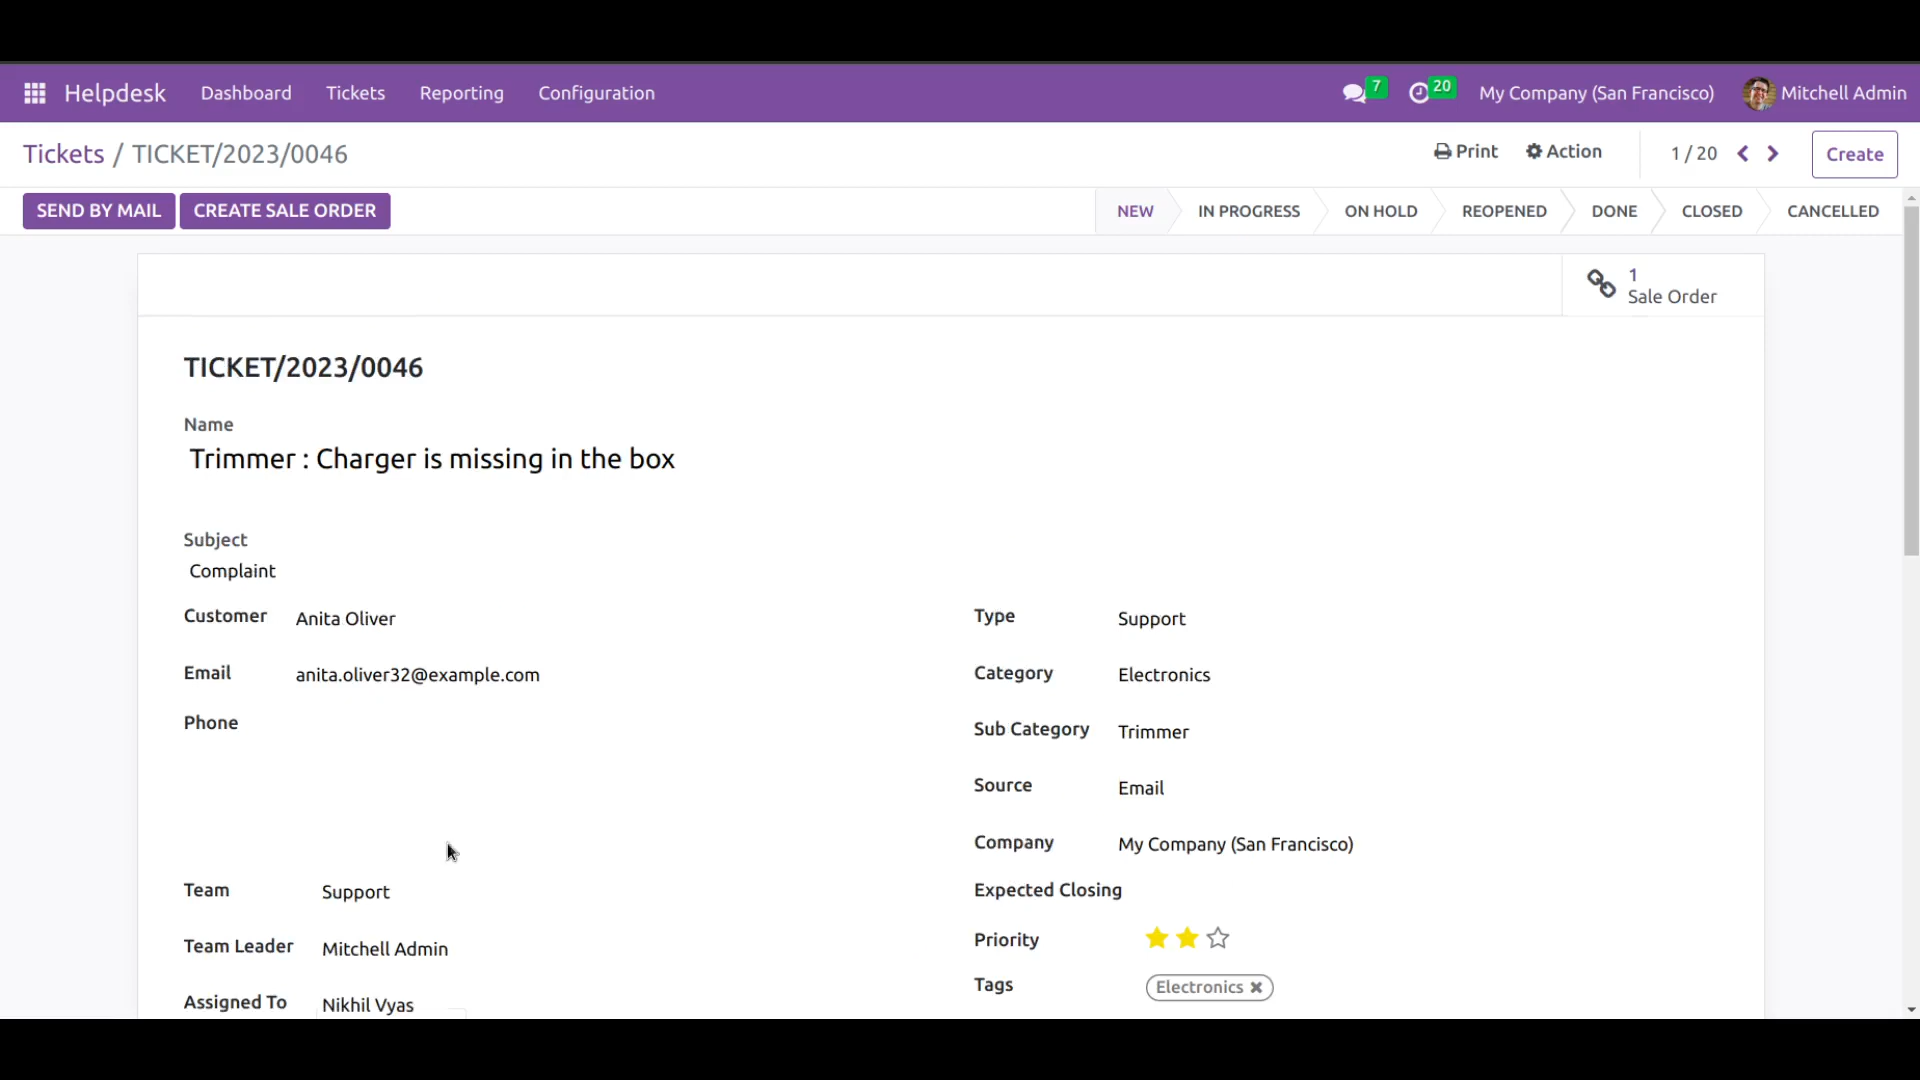 Helpdesk Dashboard Tickets Reporting Configuration 7 20 My Company (San Francisco) Mitchell Admin
Tickets / TICKET/2023/0046 Print Action 1 / 20 Create
SEND BY MAIL CREATE SALE ORDER NEW IN PROGRESS ON HOLD REOPENED DONE CLOSED CANCELLED
1
Sale Order
TICKET/2023/0046
Name
Trimmer : Charger is missing in the box
Subject
Complaint
Customer Anita Oliver Type Support
Email anita.oliver32@example.com Category Electronics
Phone Sub Category Trimmer
Source Email
Company My Company (San Francisco)
Team Support Expected Closing
Team Leader Mitchell Admin Priority
Tags Electronics
Assigned To Nikhil Vyas